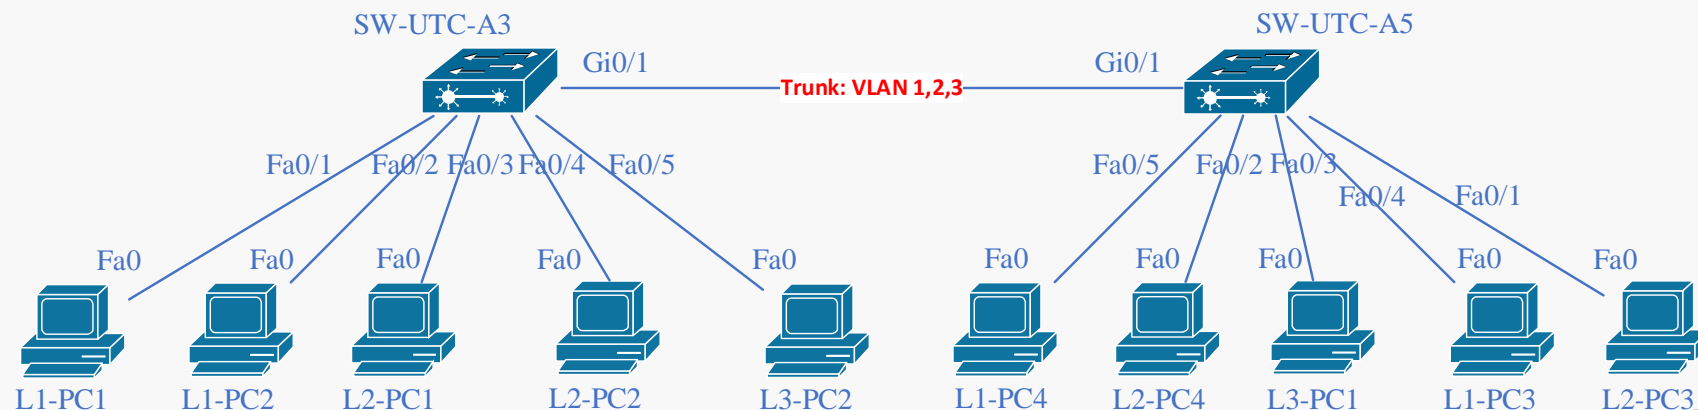 SW-UTC-A3
SW-UTC-A5
Gi0/1
Trunk: VLAN 1,2,3
Gi0/1
Fa0/1
Fa0/2
Fa0/3
Fa0/4
Fa0/5
Fa0/5
Fa0/2
Fa0/3
Fa0/4
Fa0/1
Fa0
Fa0
Fa0
Fa0
Fa0
Fa0
Fa0
Fa0
Fa0
Fa0
L1-PC1
L1-PC2
L2-PC1
L2-PC2
L3-PC2
L1-PC4
L2-PC4
L3-PC1
L1-PC3
L2-PC3